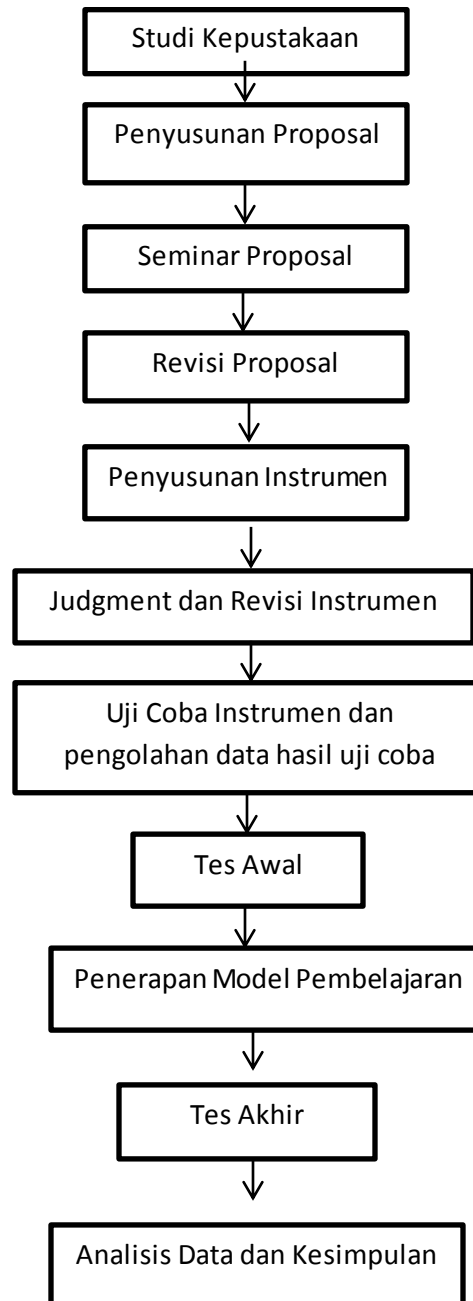 Studi Kepustakaan
Penyusunan Proposal
Seminar Proposal
Revisi Proposal
Penyusunan Instrumen
Judgment dan Revisi Instrumen
Uji Coba Instrumen dan
pengolahan data hasil uji coba
Tes Awal
Penerapan Model Pembelajaran
Tes Akhir
Analisis Data dan Kesimpulan